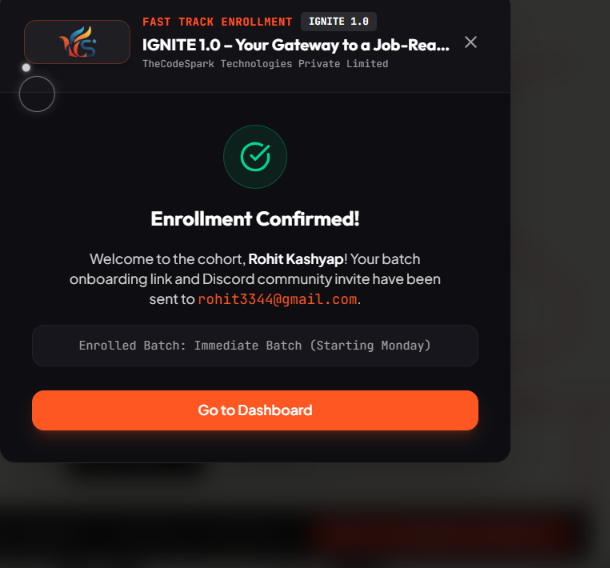 FAST TRACK ENROLLMENT IGNITE 1.0
IGNITE 1.0 – Your Gateway to a Job-Rea...
TheCodeSpark Technologies Private Limited
Enrollment Confirmed!
Welcome to the cohort, Rohit Kashyap! Your batch
onboarding link and Discord community invite have been
sent to rohit3344@gmail.com.
Enrolled Batch: Immediate Batch (Starting Monday)
Go to Dashboard